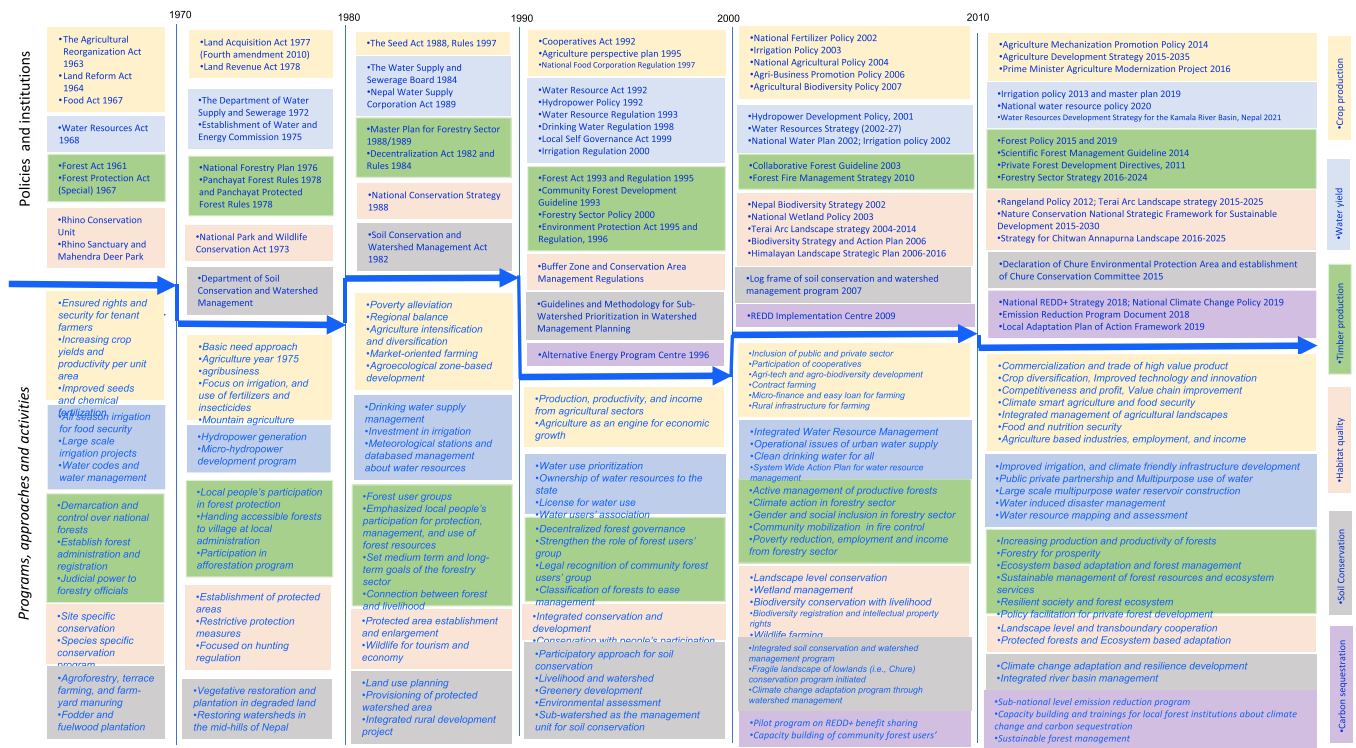 1970
1980
1990
2000
2010
Policies and institutions
•The Agricultural
Reorganization Act
1963
•Land Reform Act
1964
•Food Act 1967
•Water Resources Act
1968
•Forest Act 1961
•Forest Protection Act
(Special) 1967
•Rhino Conservation
Unit
•Rhino Sanctuary and
Mahendra Deer Park
•Land Acquisition Act 1977
(Fourth amendment 2010)
•Land Revenue Act 1978
•The Department of Water
Supply and Sewerage 1972
•Establishment of Water and
Energy Commission 1975
•National Forestry Plan 1976
•Panchayat Forest Rules 1978
and Panchayat Protected
Forest Rules 1978
•National Park and Wildlife
Conservation Act 1973
•Department of Soil
Conservation and Watershed
Management
•The Seed Act 1988, Rules 1997
•The Water Supply and
Sewerage Board 1984
•Nepal Water Supply
Corporation Act 1989
•Master Plan for Forestry Sector
1988/1989
•Decentralization Act 1982 and
Rules 1984
•National Conservation Strategy
1988
•Soil Conservation and
Watershed Management Act
1982
•Cooperatives Act 1992
•Agriculture perspective plan 1995
•National Food Corporation Regulation 1997
•Water Resource Act 1992
•Hydropower Policy 1992
•Water Resource Regulation 1993
•Drinking Water Regulation 1998
•Local Self Governance Act 1999
•Irrigation Regulation 2000
•Forest Act 1993 and Regulation 1995
•Community Forest Development
Guideline 1993
•Forestry Sector Policy 2000
•Environment Protection Act 1995 and
Regulation, 1996
•Buffer Zone and Conservation Area
Management Regulations
•Guidelines and Methodology for Sub-
Watershed Prioritization in Watershed
Management Planning
•Alternative Energy Program Centre 1996
•National Fertilizer Policy 2002
•Irrigation Policy 2003
•National Agricultural Policy 2004
•Agri-Business Promotion Policy 2006
•Agricultural Biodiversity Policy 2007
•Hydropower Development Policy, 2001
•Water Resources Strategy (2002-27)
•National Water Plan 2002; Irrigation policy 2002
•Collaborative Forest Guideline 2003
•Forest Fire Management Strategy 2010
•Nepal Biodiversity Strategy 2002
•National Wetland Policy 2003
•Terai Arc Landscape strategy 2004-2014
•Biodiversity Strategy and Action Plan 2006
•Himalayan Landscape Strategic Plan 2006-2016
•Log frame of soil conservation and watershed
management program 2007
•REDD Implementation Centre 2009
•Agriculture Mechanization Promotion Policy 2014
•Agriculture Development Strategy 2015-2035
•Prime Minister Agriculture Modernization Project 2016
•Irrigation policy 2013 and master plan 2019
•National water resource policy 2020
•Water Resources Development Strategy for the Kamala River Basin, Nepal 2021
•Forest Policy 2015 and 2019
•Scientific Forest Management Guideline 2014
•Private Forest Development Directives, 2011
•Forestry Sector Strategy 2016-2024
•Rangeland Policy 2012; Terai Arc Landscape strategy 2015-2025
•Nature Conservation National Strategic Framework for Sustainable
Development 2015-2030
•Strategy for Chitwan Annapurna Landscape 2016-2025
•Declaration of Chure Environmental Protection Area and establishment
of Chure Conservation Committee 2015
•National REDD+ Strategy 2018; National Climate Change Policy 2019
•Emission Reduction Program Document 2018
•Local Adaptation Plan of Action Framework 2019
Programs, approaches and activities
•Ensured rights and
security for tenant
farmers
•Increasing crop
yields and
productivity per unit
area
•Improved seeds
and chemical
fertilization
•All season irrigation
for food security
•Large scale
irrigation projects
•Water codes and
water management
•Demarcation and
control over national
forests
•Establish forest
administration and
registration
•Judicial power to
forestry officials
•Site specific
conservation
•Species specific
conservation
program
•Agroforestry, terrace
farming, and farm-
yard manuring
•Fodder and
fuelwood plantation
•Basic need approach
•Agriculture year 1975
•agribusiness
•Focus on irrigation, and
use of fertilizers and
insecticides
•Mountain agriculture
•Hydropower generation
•Micro-hydropower
development program
•Local people's participation
in forest protection
•Handing accessible forests
to village at local
administration
•Participation in
afforestation program
•Establishment of protected
areas
•Restrictive protection
measures
•Focused on hunting
regulation
•Vegetative restoration and
plantation in degraded land
•Restoring watersheds in
the mid-hills of Nepal
•Poverty alleviation
•Regional balance
•Agriculture intensification
and diversification
•Market-oriented farming
•Agroecological zone-based
development
•Drinking water supply
management
•Investment in irrigation
•Meteorological stations and
databased management
about water resources
•Forest user groups
•Emphasized local people's
participation for protection,
management, and use of
forest resources
•Set medium term and long-
term goals of the forestry
sector
•Connection between forest
and livelihood
•Protected area establishment
and enlargement
•Wildlife for tourism and
economy
•Land use planning
•Provisioning of protected
watershed area
•Integrated rural development
project
•Production, productivity, and income
from agricultural sectors
•Agriculture as an engine for economic
growth
•Water use prioritization
•Ownership of water resources to the
state
•License for water use
•Water users' association
•Decentralized forest governance
•Strengthen the role of forest users'
group
•Legal recognition of community forest
users' group
•Classification of forests to ease
management
•Integrated conservation and
development
•Conservation with people's participation
•Participatory approach for soil
conservation
•Livelihood and watershed
•Greenery development
•Environmental assessment
•Sub-watershed as the management
unit for soil conservation
•Inclusion of public and private sector
•Participation of cooperatives
•Agri-tech and agro-biodiversity development
•Contract farming
•Micro-finance and easy loan for farming
•Rural infrastructure for farming
•Integrated Water Resource Management
•Operational issues of urban water supply
•Clean drinking water for all
•System Wide Action Plan for water resource
management
•Active management of productive forests
•Climate action in forestry sector
•Gender and social inclusion in forestry sector
•Community mobilization in fire control
•Poverty reduction, employment and income
from forestry sector
•Landscape level conservation
•Wetland management
•Biodiversity conservation with livelihood
•Biodiversity registration and intellectual property
rights
•Wildlife farming
•Integrated soil conservation and watershed
management program
•Fragile landscape of lowlands (i.e., Chure)
conservation program initiated
•Climate change adaptation program through
watershed management
•Pilot program on REDD+ benefit sharing
•Capacity building of community forest users'
•Commercialization and trade of high value product
•Crop diversification, Improved technology and innovation
•Competitiveness and profit, Value chain improvement
•Climate smart agriculture and food security
•Integrated management of agricultural landscapes
•Food and nutrition security
•Agriculture based industries, employment, and income
•Improved irrigation, and climate friendly infrastructure development
•Public private partnership and Multipurpose use of water
•Large scale multipurpose water reservoir construction
•Water induced disaster management
•Water resource mapping and assessment
•Increasing production and productivity of forests
•Forestry for prosperity
•Ecosystem based adaptation and forest management
•Sustainable management of forest resources and ecosystem
services
•Resilient society and forest ecosystem
•Policy facilitation for private forest development
•Landscape level and transboundary cooperation
•Protected forests and Ecosystem based adaptation
•Climate change adaptation and resilience development
•Integrated river basin management
•Sub-national level emission reduction program
•Capacity building and trainings for local forest institutions about climate
change and carbon sequestration
•Sustainable forest management
•Crop production
•Water yield
•Timber production
•Habitat quality
•Soil Conservation
•Carbon sequestration